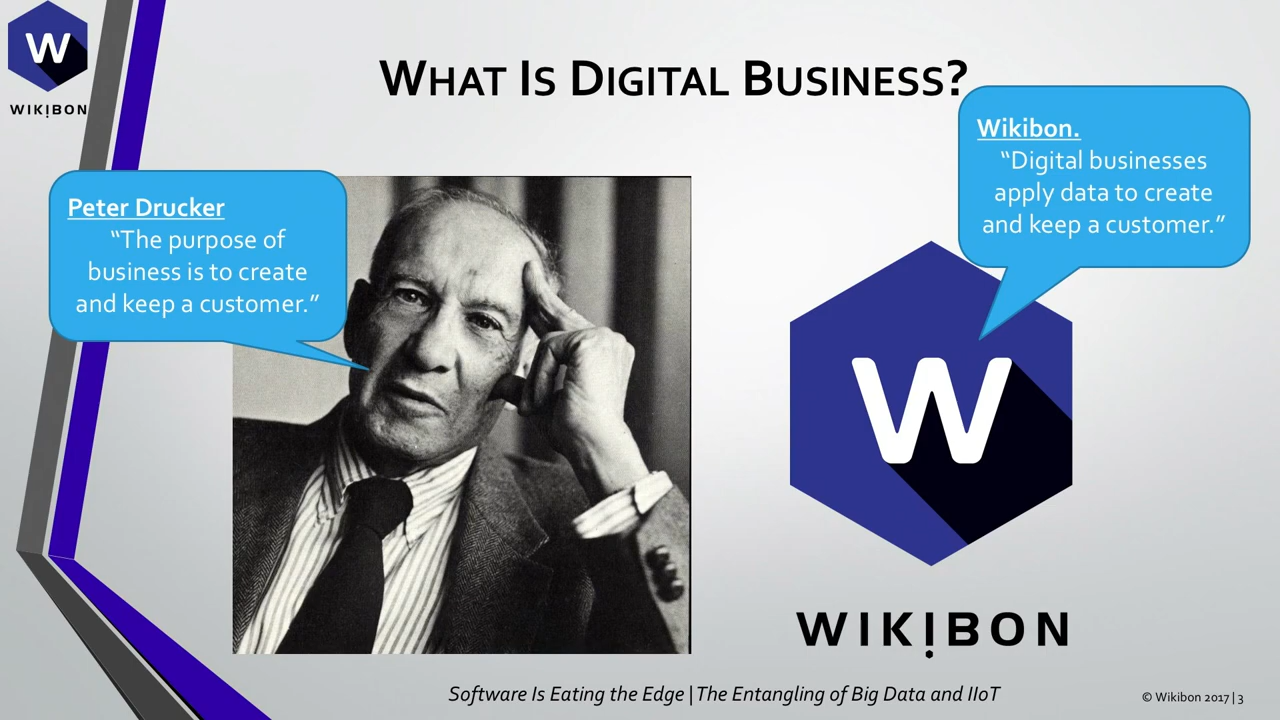 W
WIKIBON
WHAT IS DIGITAL BUSINESS?
Wikibon.
“Digital businesses
apply data to create
and keep a customer.”
Peter Drucker
“The purpose of
business is to create
and keep a customer.”
W
WIKIBON
Software Is Eating the Edge | The Entangling of Big Data and IIoT
© Wikibon 2017 | 3